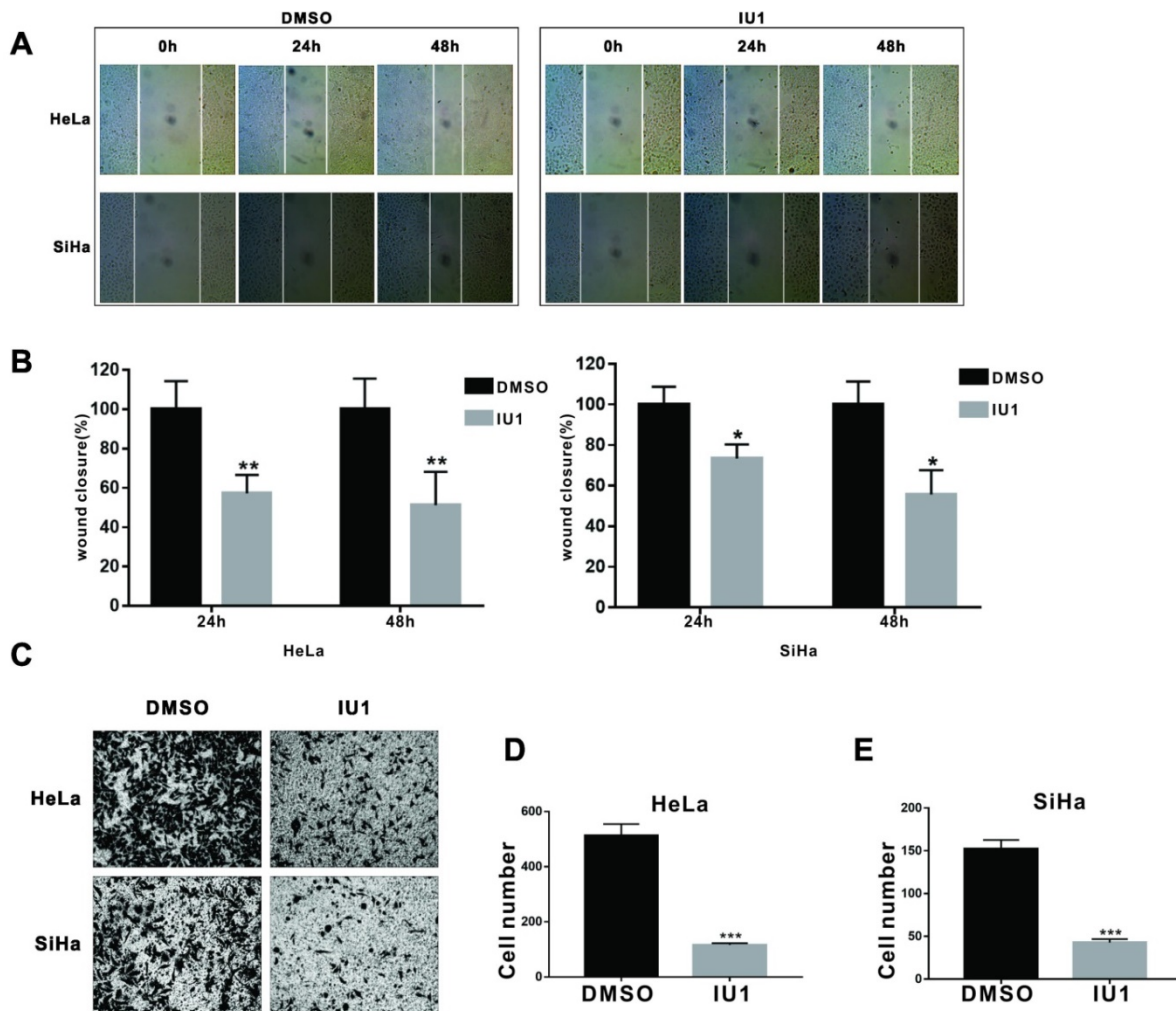 A
DMSO
IU1
0h 24h 48h
0h 24h 48h
HeLa
SiHa
B
120
100
80
60
40
20
0
wound closure(%)
DMSO
IU1
**
**
24h 48h
HeLa
120
100
80
60
40
20
0
wound closure(%)
DMSO
IU1
*
*
24h 48h
SiHa
C
DMSO IU1
HeLa
SiHa
D
HeLa
600
400
200
0
Cell number
***
DMSO IU1
E
SiHa
200
150
100
50
0
Cell number
***
DMSO IU1